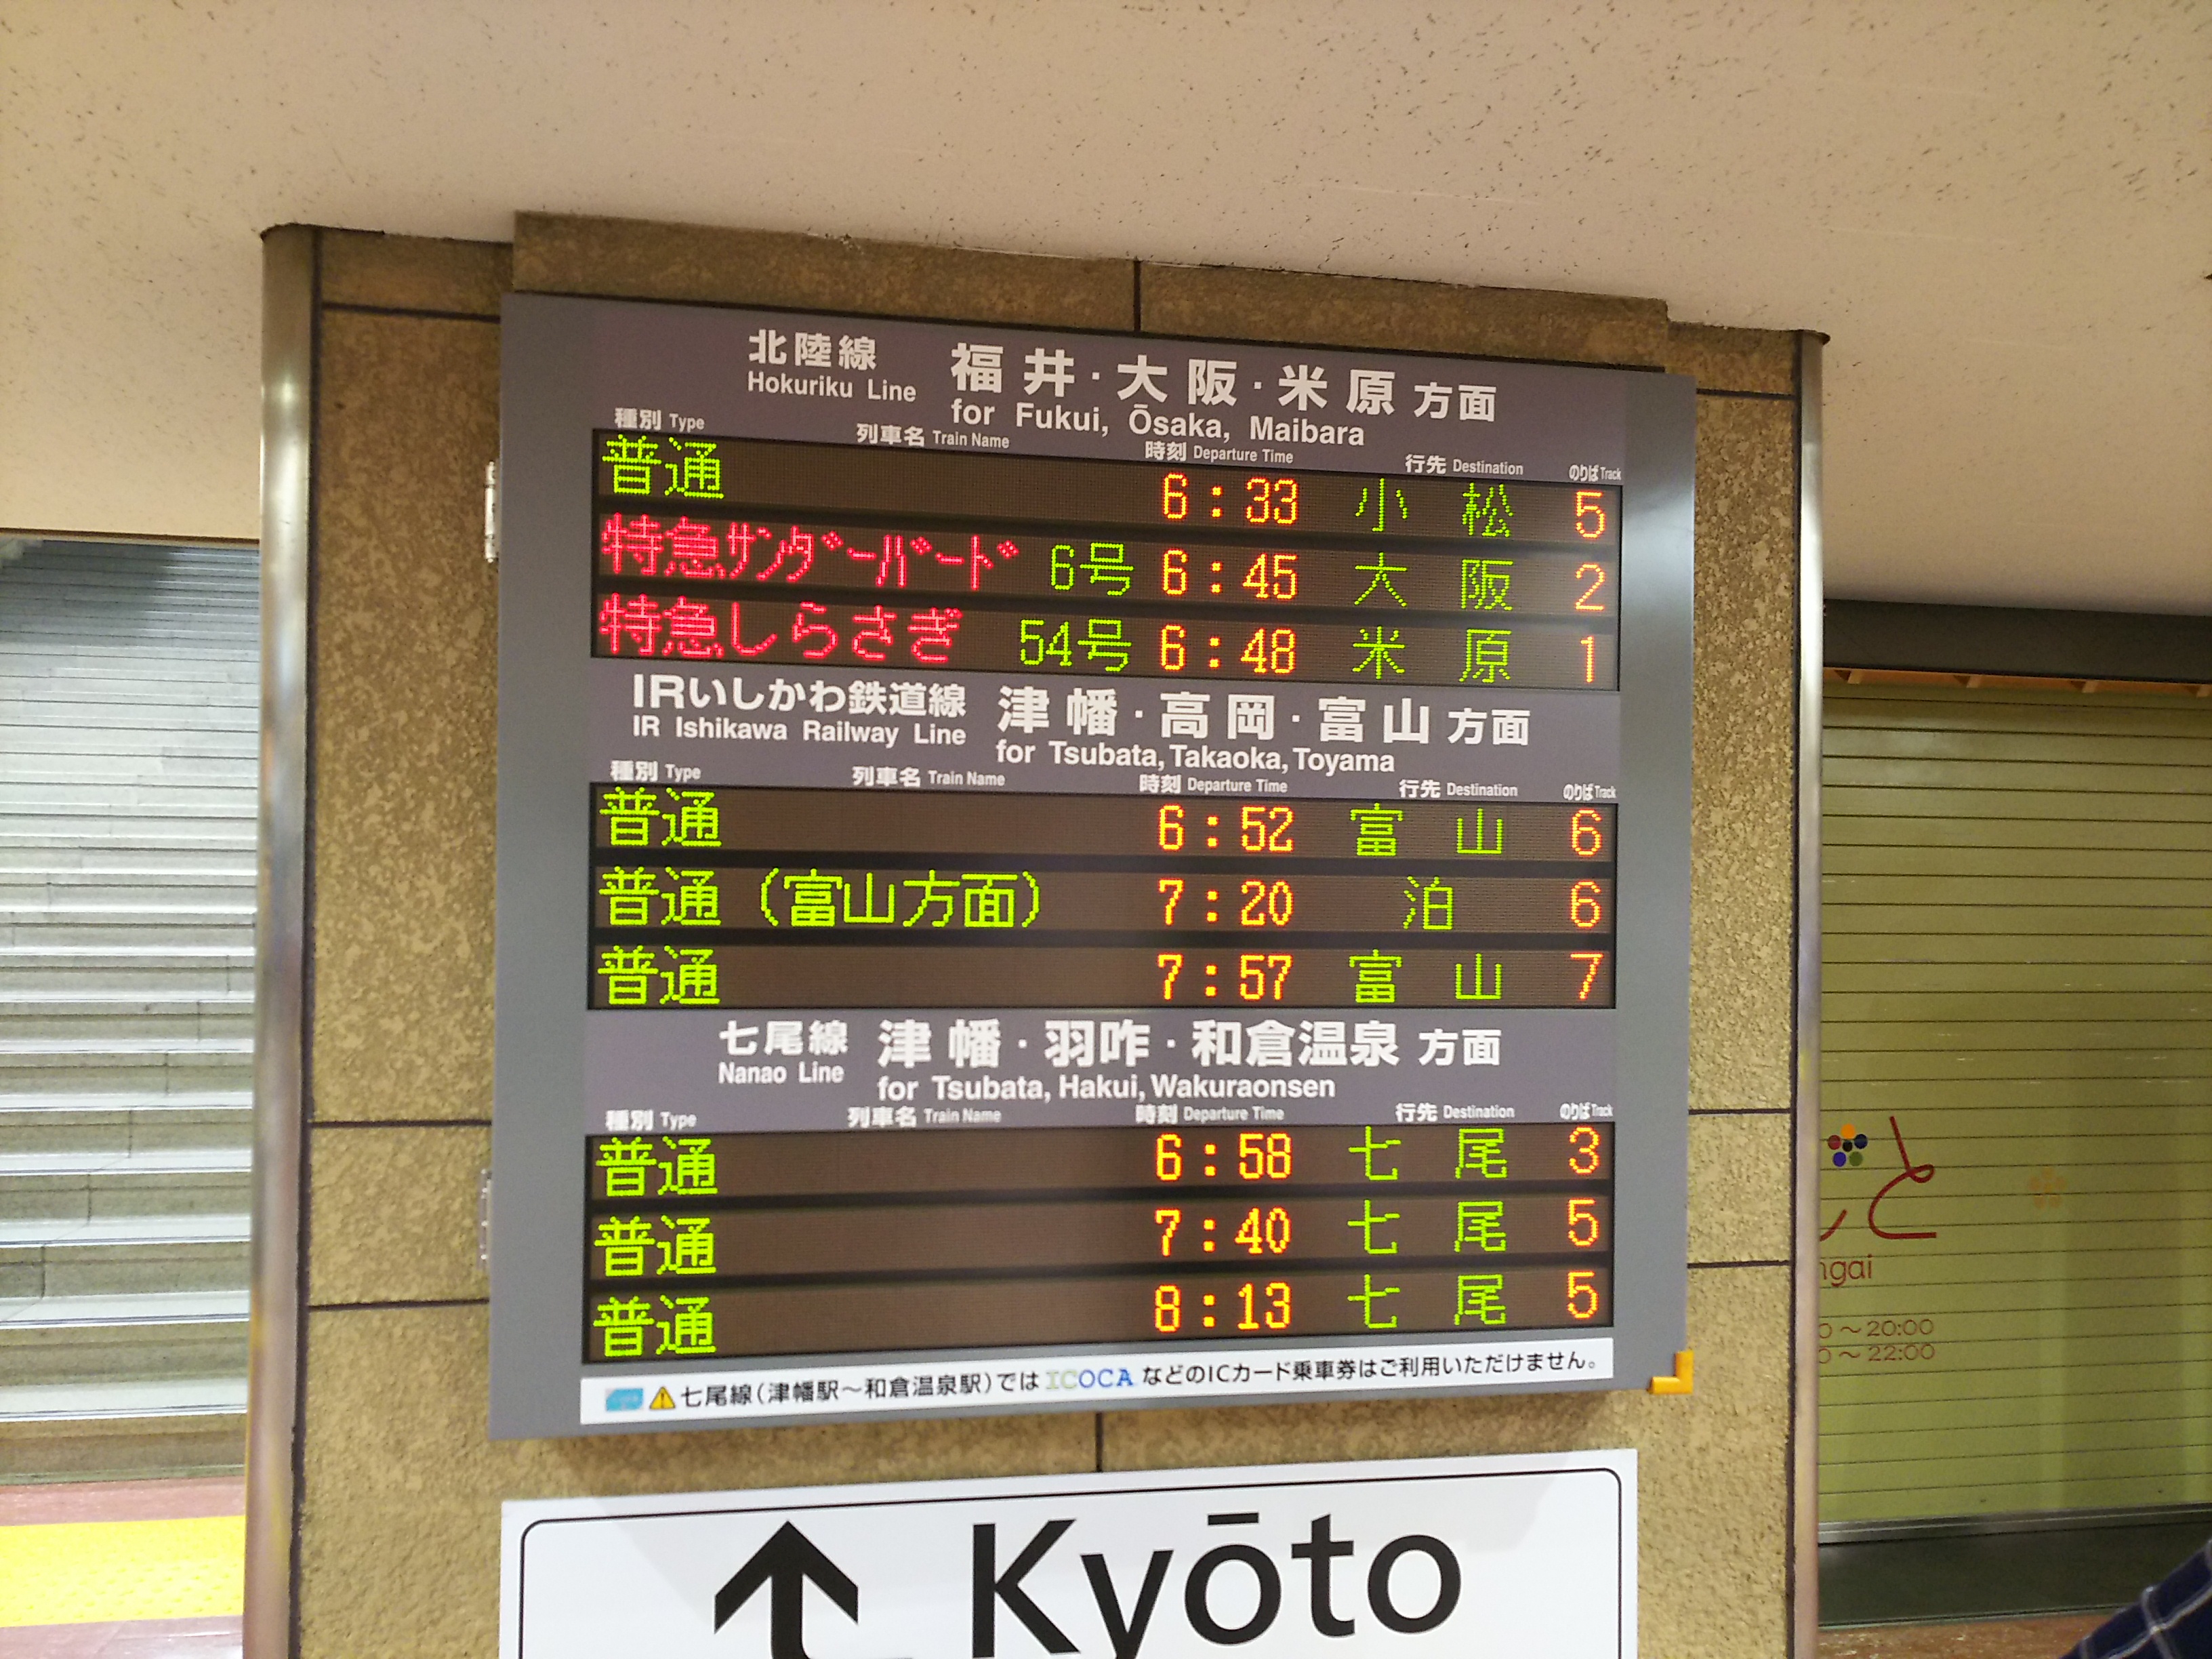 北陸線 福井・大阪・米原 方面
Hokuriku Line for Fukui, Ōsaka, Maibara
種別 Type 列車名 Train Name 時刻 Departure Time 行先 Destination のりば Track
普通 6:33 小松 5
特急サンダーバード 6号 6:45 大阪 2
特急しらさぎ 54号 6:48 米原 1
IRいしかわ鉄道線 津幡・高岡・富山 方面
IR Ishikawa Railway Line for Tsubata, Takaoka, Toyama
種別 Type 列車名 Train Name 時刻 Departure Time 行先 Destination のりば Track
普通 6:52 富山 6
普通（富山方面） 7:20 泊 6
普通 7:57 富山 7
七尾線 津幡・羽咋・和倉温泉 方面
Nanao Line for Tsubata, Hakui, Wakuraonsen
種別 Type 列車名 Train Name 時刻 Departure Time 行先 Destination のりば Track
普通 6:58 七尾 3
普通 7:40 七尾 5
普通 8:13 七尾 5
七尾線（津幡駅〜和倉温泉駅）では ICOCA などのICカード乗車券はご利用いただけません。
Kyōto
と
ngai
0〜20:00
0〜22:00